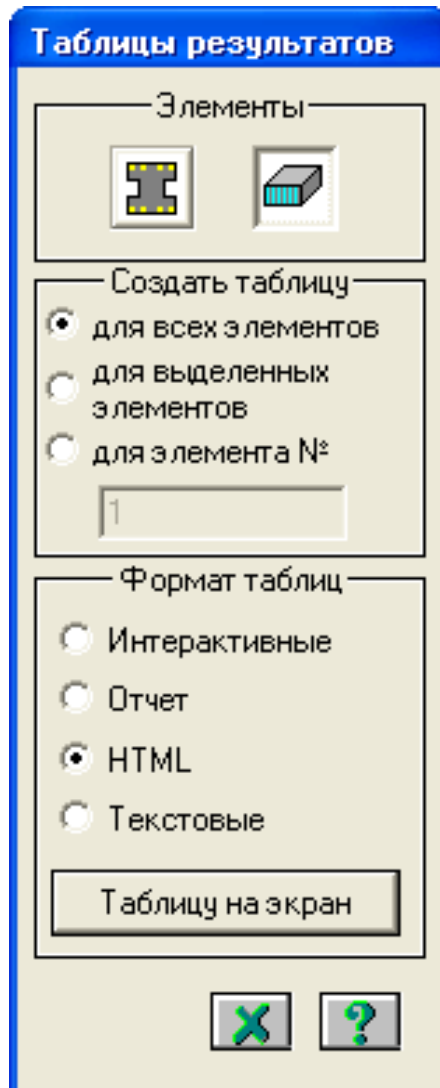 Таблицы результатов
Элементы
Создать таблицу
для всех элементов
для выделенных
элементов
для элемента №
1
Формат таблиц
Интерактивные
Отчет
HTML
Текстовые
Таблицу на экран
?